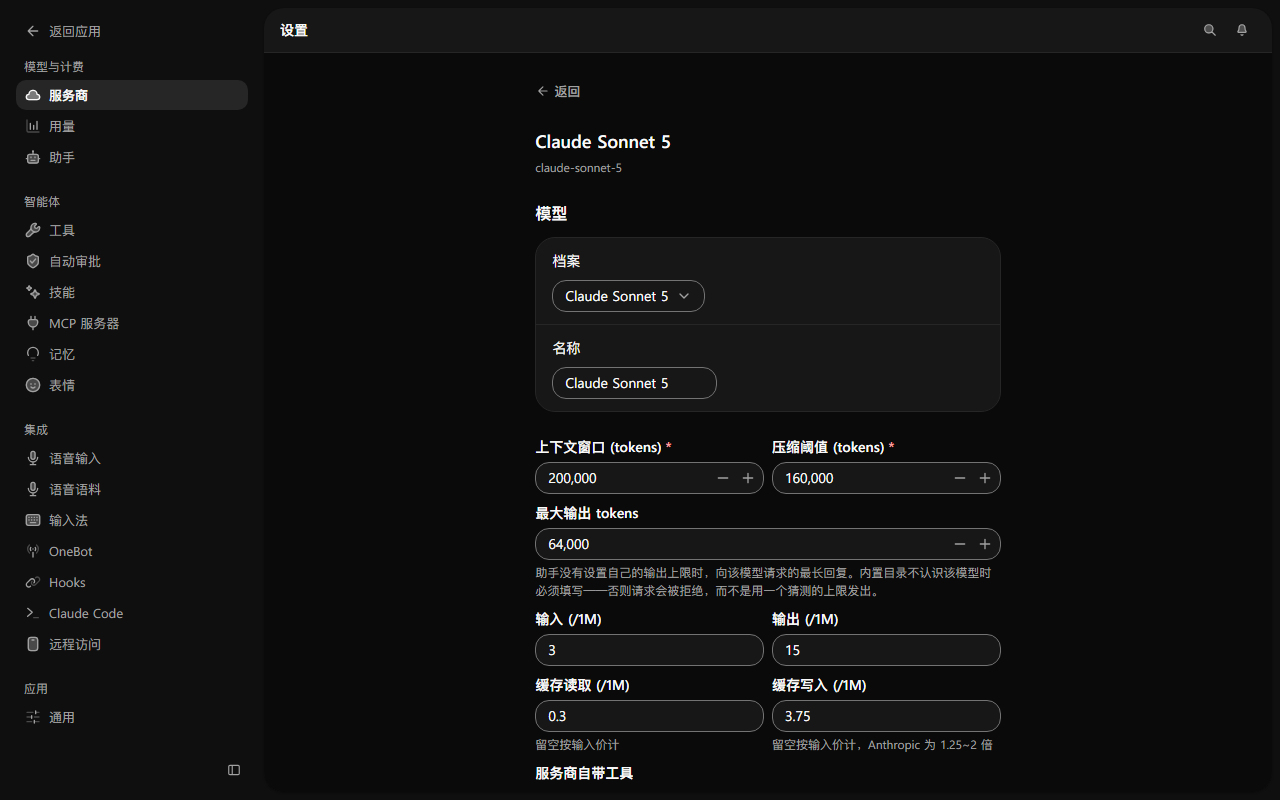 返回应用
模型与计费
服务商
用量
助手
智能体
工具
自动审批
技能
MCP 服务器
记忆
表情
集成
语音输入
语音语料
输入法
OneBot
Hooks
Claude Code
远程访问
应用
通用
设置
返回
Claude Sonnet 5
claude-sonnet-5
模型
档案
Claude Sonnet 5
名称
Claude Sonnet 5
上下文窗口 (tokens) * 压缩阈值 (tokens) *
200,000 160,000
最大输出 tokens
64,000
助手没有设置自己的输出上限时，向该模型请求的最长回复。内置目录不认识该模型时
必须填写——否则请求会被拒绝，而不是用一个猜测的上限发出。
输入 (/1M) 输出 (/1M)
3 15
缓存读取 (/1M) 缓存写入 (/1M)
0.3 3.75
留空按输入价计 留空按输入价计，Anthropic 为 1.25~2 倍
服务商自带工具